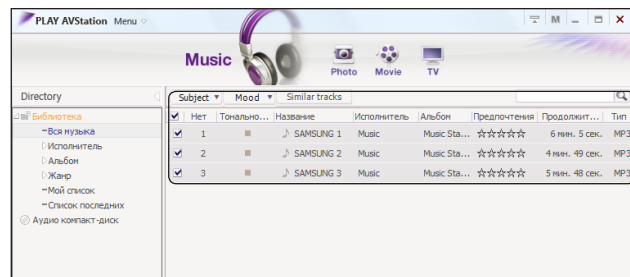 PLAY AVStation Menu
M
Music
Photo Movie TV
Directory
Subject Mood Similar tracks
Библиотека
Нет Тонально... Название Исполнитель Альбом Предпочтения Продолжит... Тип
Вся музыка
1 SAMSUNG 1 Music Music Sta... ☆☆☆☆☆ 6 мин. 5 сек. MP3
Исполнитель
2 SAMSUNG 2 Music Music Sta... ☆☆☆☆☆ 4 мин. 49 сек. MP3
Альбом
Жанр
3 SAMSUNG 3 Music Music Sta... ☆☆☆☆☆ 5 мин. 48 сек. MP3
Мой список
Список последних
Аудио компакт-диск